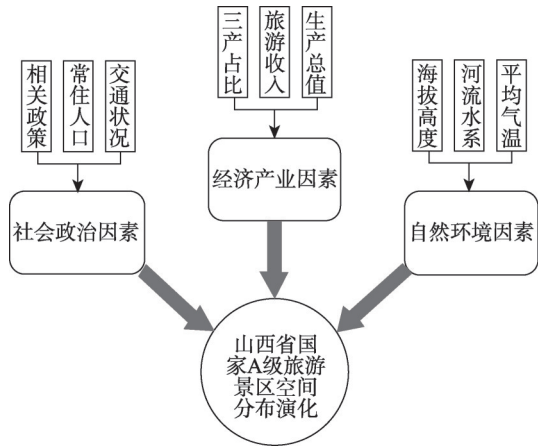 三产占比
旅游收入
生产总值
相关政策
常住人口
交通状况
海拔高度
河流水系
平均气温
经济产业因素
社会政治因素
自然环境因素
山西省国
家A级旅游
景区空间
分布演化